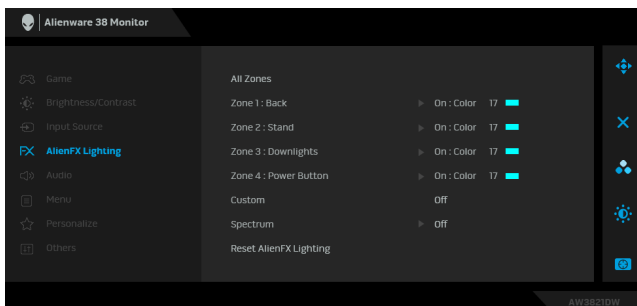 Alienware 38 Monitor
Game
Brightness/Contrast
Input Source
AlienFX Lighting
Audio
Menu
Personalize
Others
All Zones
Zone 1 : Back On : Color 17
Zone 2 : Stand On : Color 17
Zone 3 : Downlights On : Color 17
Zone 4 : Power Button On : Color 17
Custom Off
Spectrum Off
Reset AlienFX Lighting
AW3821DW